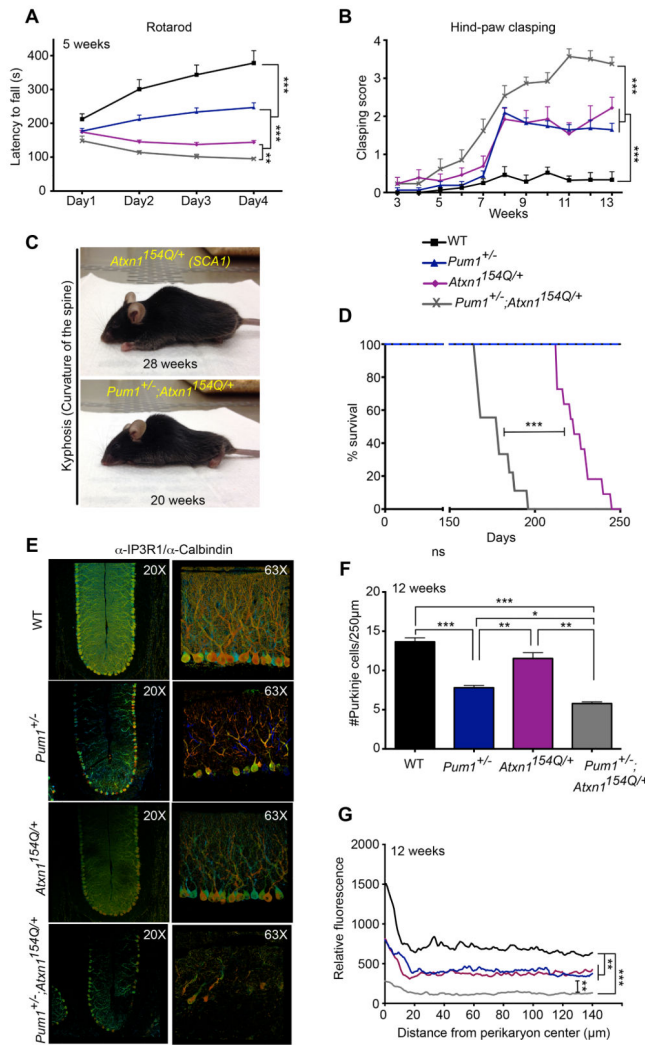 A
Rotarod
5 weeks
Latency to fall (s)
400
300
200
100
0
Day1 Day2 Day3 Day4
***
***
**
B
Hind-paw clasping
Clasping score
4
3
2
1
0
3 5 7 9 11 13
Weeks
***
***
WT
Pum1+/-
Atxn1154Q/+
Pum1+/-;Atxn1154Q/+
C
Kyphosis (Curvature of the spine)
Atxn1154Q/+ (SCA1)
28 weeks
Pum1+/-;Atxn1154Q/+
20 weeks
D
% survival
100
80
60
40
20
0
***
0 150 200 250
Days
ns
E
α-IP3R1/α-Calbindin
WT
20X 63X
Pum1+/-
20X 63X
Atxn1154Q/+
20X 63X
Pum1+/-;Atxn1154Q/+
20X 63X
F
12 weeks
#Purkinje cells/250µm
20
15
10
5
0
***
*
*** ** **
WT Pum1+/- Atxn1154Q/+ Pum1+/-;
Atxn1154Q/+
G
12 weeks
Relative fluorescence
2000
1500
1000
750
500
250
0
0 20 40 60 80 100 120 140
Distance from perikaryon center (µm)
**
**
***